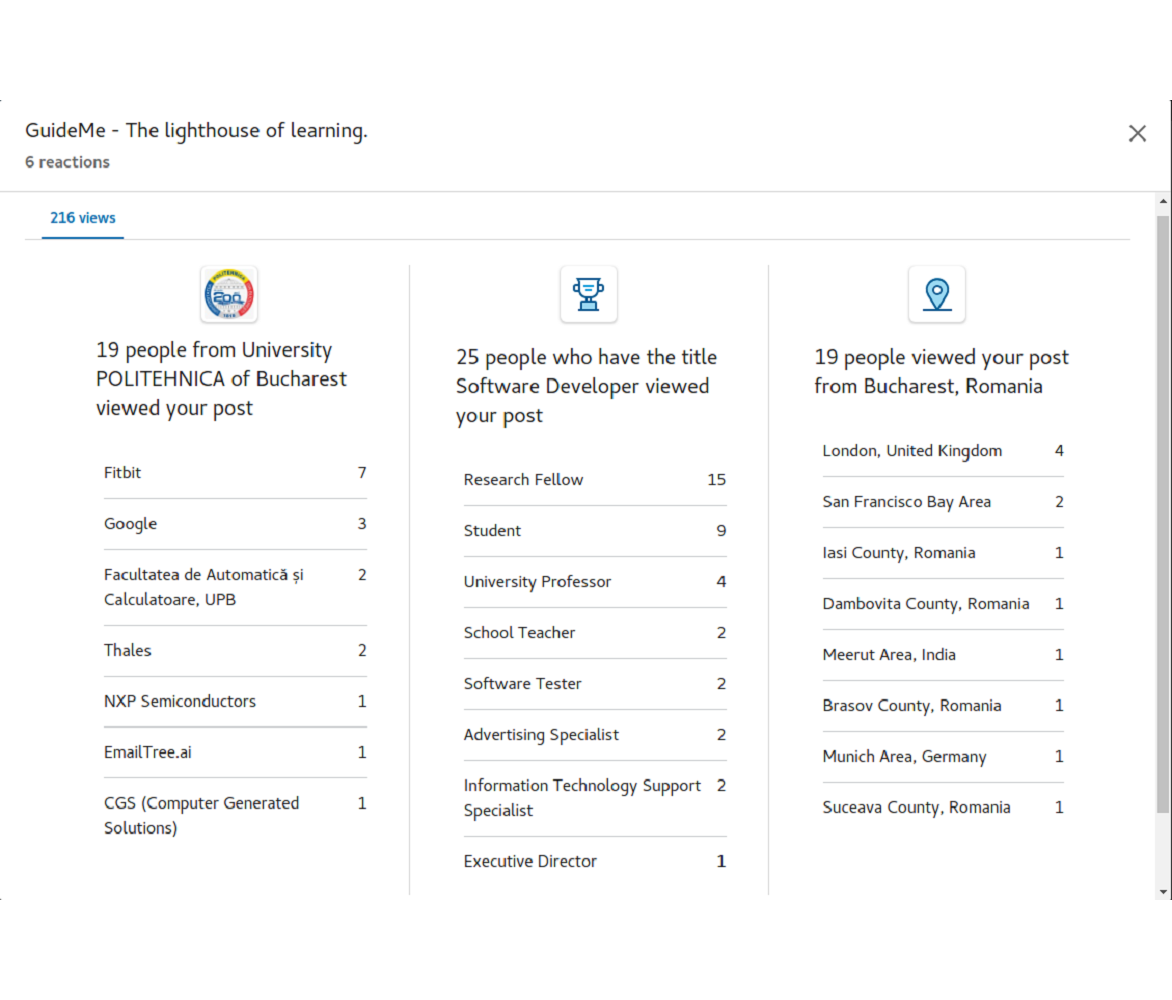 GuideMe - The lighthouse of learning.
6 reactions
216 views
POLITEHNICA
200
1818
19 people from University
POLITEHNICA of Bucharest
viewed your post
Fitbit 7
Google 3
Facultatea de Automatică și 2
Calculatoare, UPB
Thales 2
NXP Semiconductors 1
EmailTree.ai 1
CGS (Computer Generated 1
Solutions)
25 people who have the title
Software Developer viewed
your post
Research Fellow 15
Student 9
University Professor 4
School Teacher 2
Software Tester 2
Advertising Specialist 2
Information Technology Support 2
Specialist
Executive Director 1
19 people viewed your post
from Bucharest, Romania
London, United Kingdom 4
San Francisco Bay Area 2
Iasi County, Romania 1
Dambovita County, Romania 1
Meerut Area, India 1
Brasov County, Romania 1
Munich Area, Germany 1
Suceava County, Romania 1